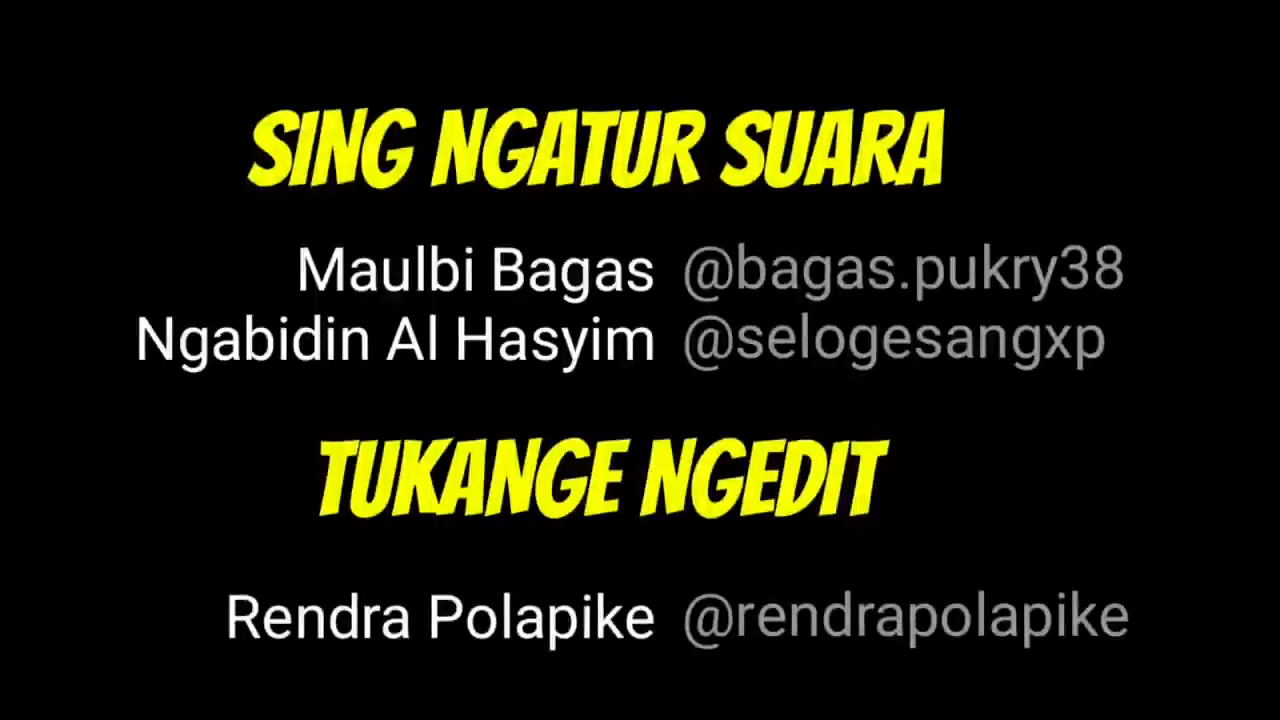 SING NGATUR SUARA
Maulbi Bagas @bagas.pukry38
Ngabidin Al Hasyim @selogesangxp
TUKANGE NGEDIT
Rendra Polapike @rendrapolapike